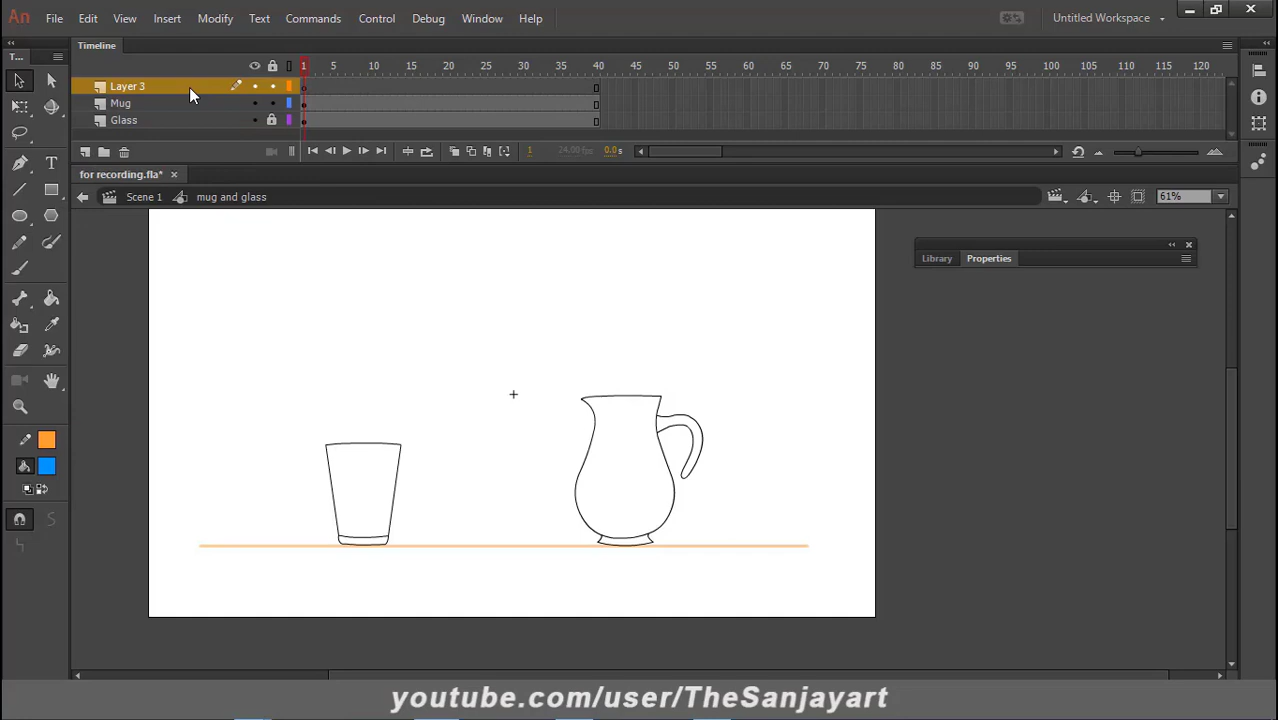 An File Edit View Insert Modify Text Commands Control Debug Window Help Untitled Workspace
Timeline
T...
1 5 10 15 20 25 30 35 40 45 50 55 60 65 70 75 80 85 90 95 100 105 110 115 120
Layer 3
Mug
Glass
1 24.00 fps 0.0 s
for recording.fla*
Scene 1 mug and glass 61%
Library Properties
T
S
youtube.com/user/TheSanjayart